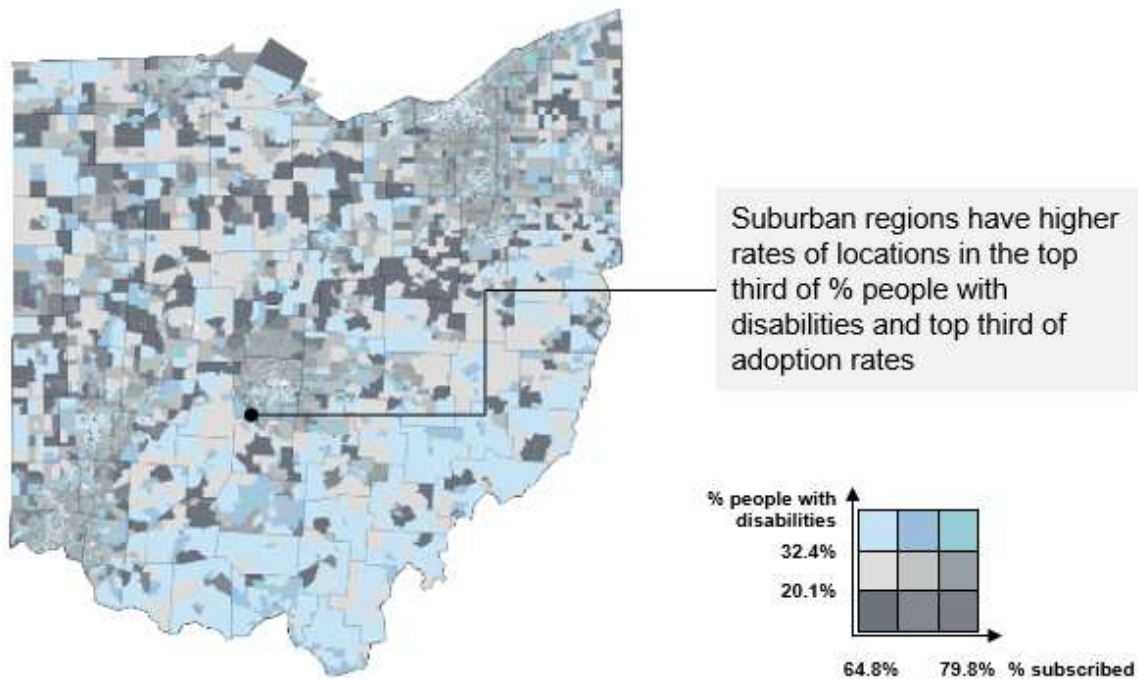 Suburban regions have higher
rates of locations in the top
third of % people with
disabilities and top third of
adoption rates
% people with
disabilities
32.4%
20.1%
64.8% 79.8% % subscribed